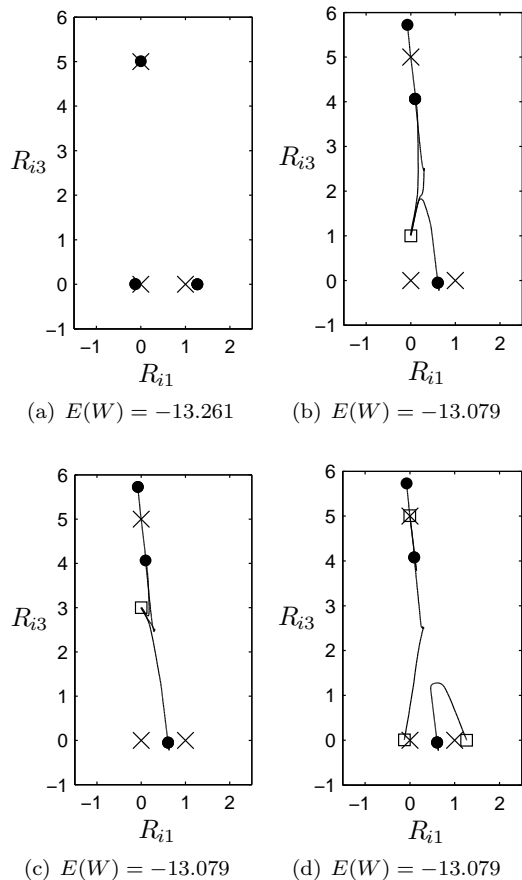 6
5
4
3
2
1
0
−1
R_{i3}
−1 0 1 2
R_{i1}
(a) E(W) = −13.261
6
5
4
3
2
1
0
−1
R_{i3}
−1 0 1 2
R_{i1}
(b) E(W) = −13.079
6
5
4
3
2
1
0
−1
R_{i3}
−1 0 1 2
R_{i1}
(c) E(W) = −13.079
6
5
4
3
2
1
0
−1
R_{i3}
−1 0 1 2
R_{i1}
(d) E(W) = −13.079